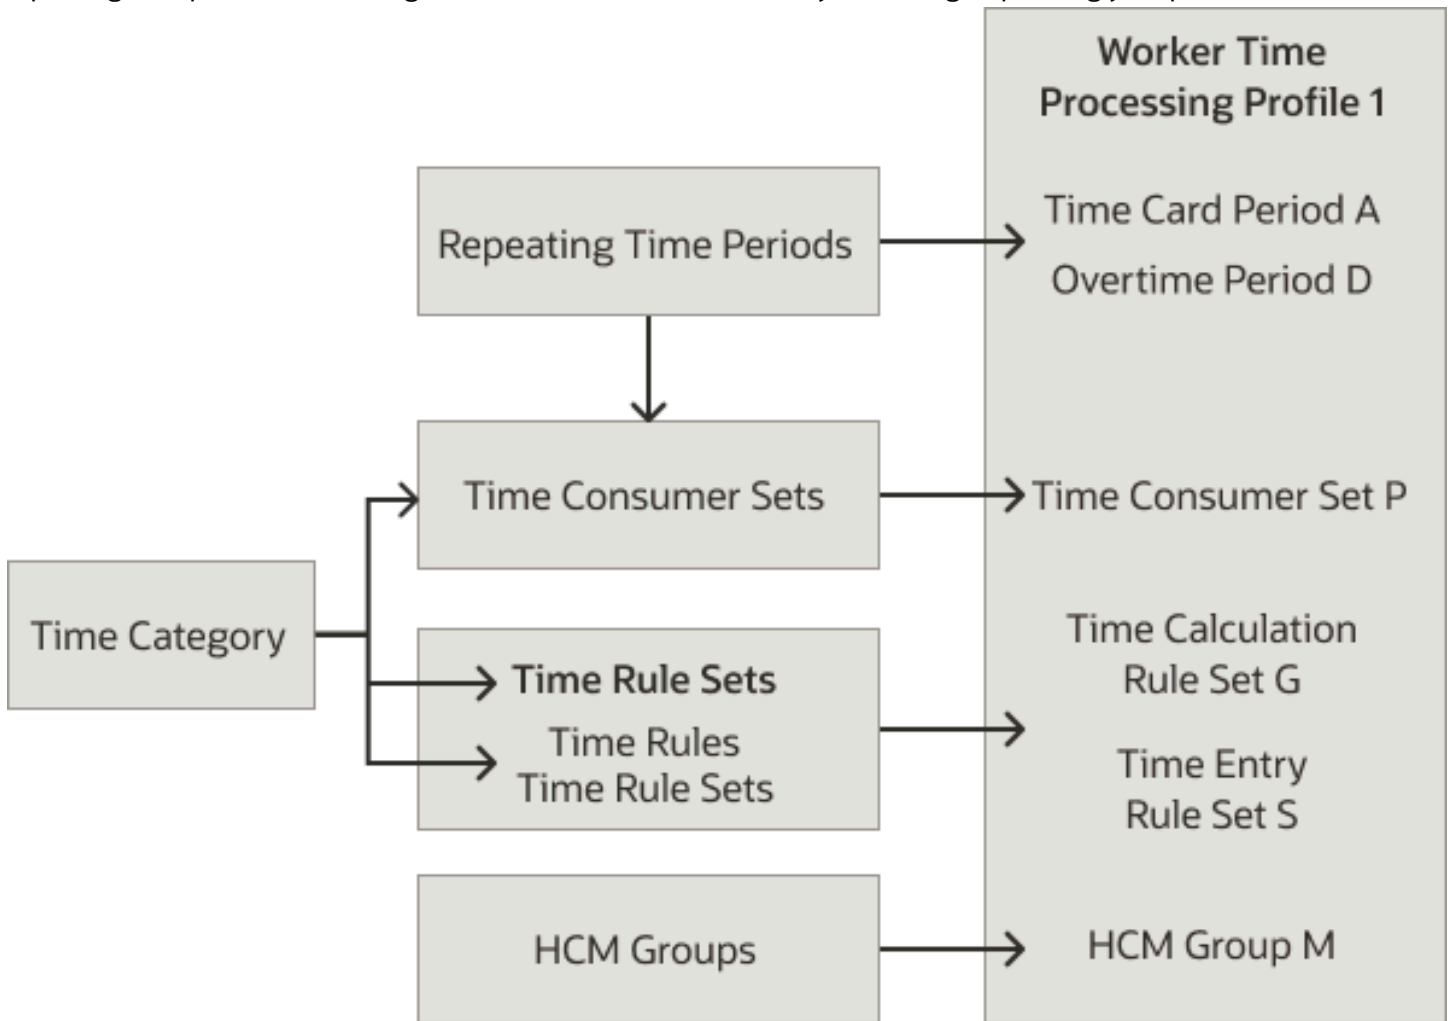 Worker Time
Processing Profile 1
Repeating Time Periods
Time Card Period A
Overtime Period D
Time Consumer Sets
Time Consumer Set P
Time Category
Time Rule Sets
Time Rules
Time Rule Sets
Time Calculation
Rule Set G
Time Entry
Rule Set S
HCM Groups
HCM Group M